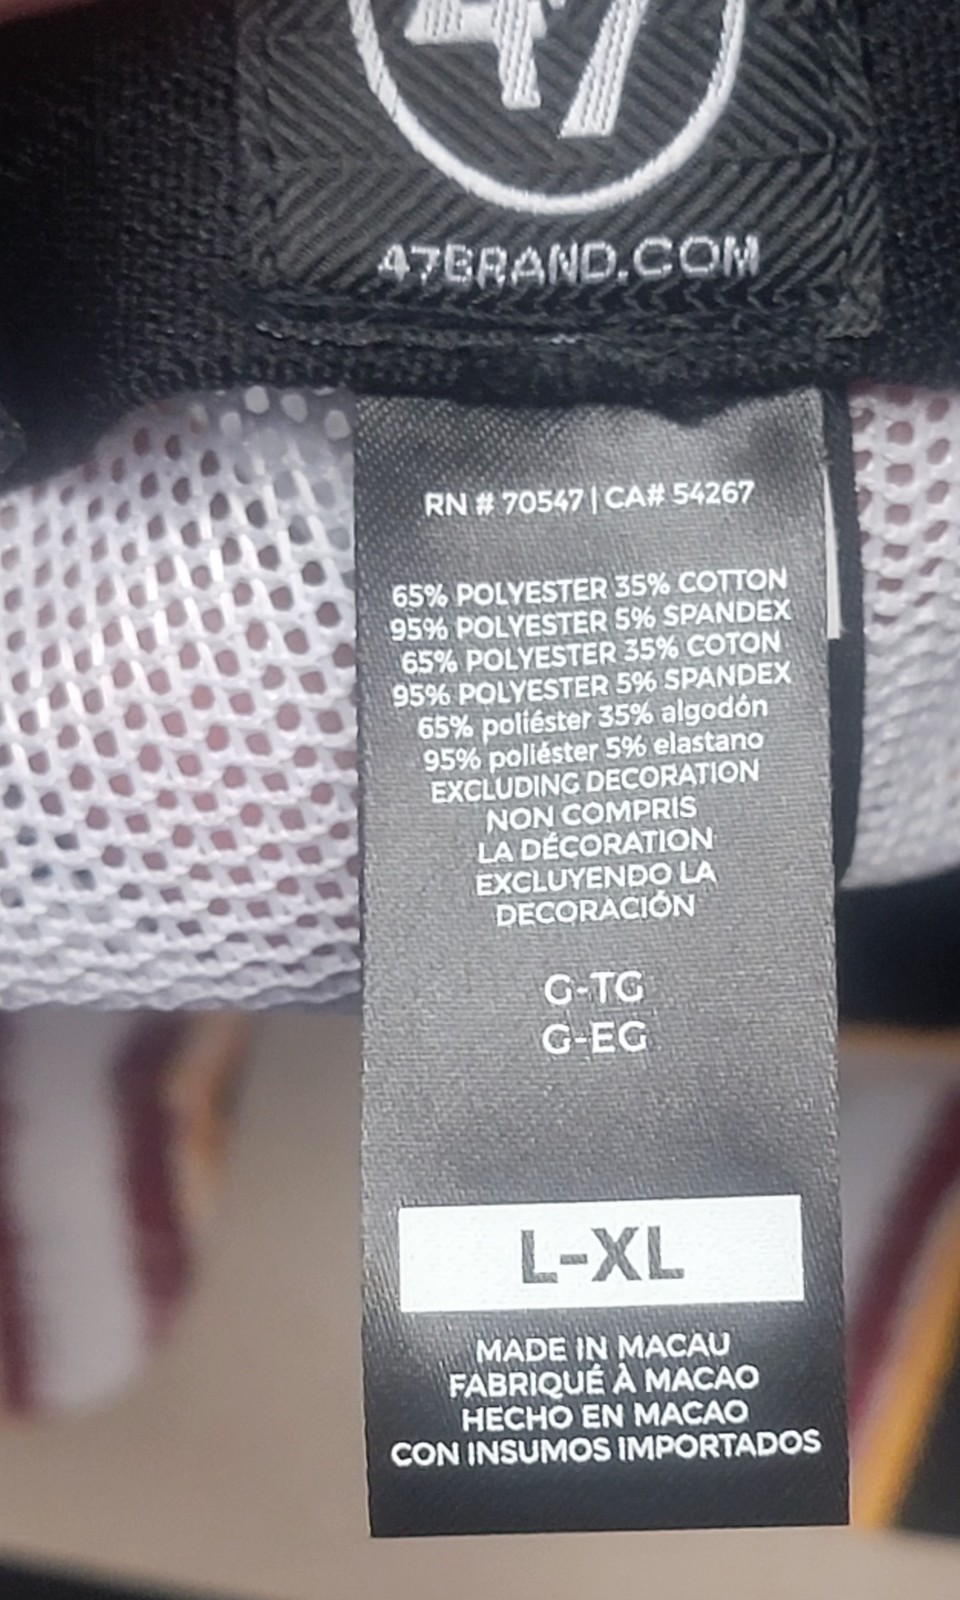 47
47BRAND.COM
RN # 70547 | CA# 54267
65% POLYESTER 35% COTTON
95% POLYESTER 5% SPANDEX
65% POLYESTER 35% COTON
95% POLYESTER 5% SPANDEX
65% poliéster 35% algodón
95% poliéster 5% elastano
EXCLUDING DECORATION
NON COMPRIS
LA DÉCORATION
EXCLUYENDO LA
DECORACIÓN
G-TG
G-EG
L-XL
MADE IN MACAU
FABRIQUÉ À MACAO
HECHO EN MACAO
CON INSUMOS IMPORTADOS